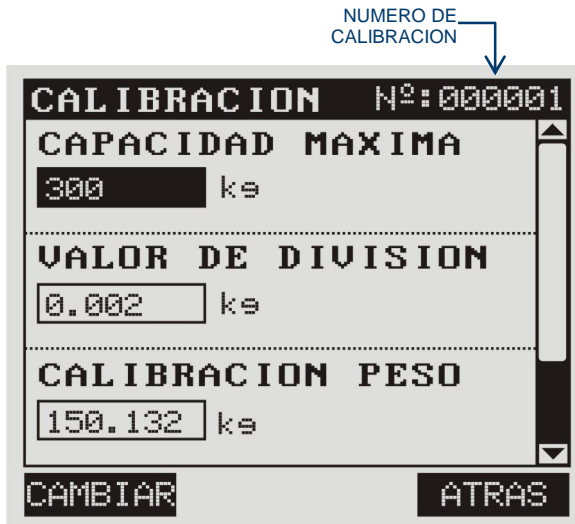 NUMERO DE
CALIBRACION
CALIBRACION Nº:000001
CAPACIDAD MAXIMA
300 kg
VALOR DE DIVISION
0.002 kg
CALIBRACION PESO
150.132 kg
CAMBIAR ATRAS